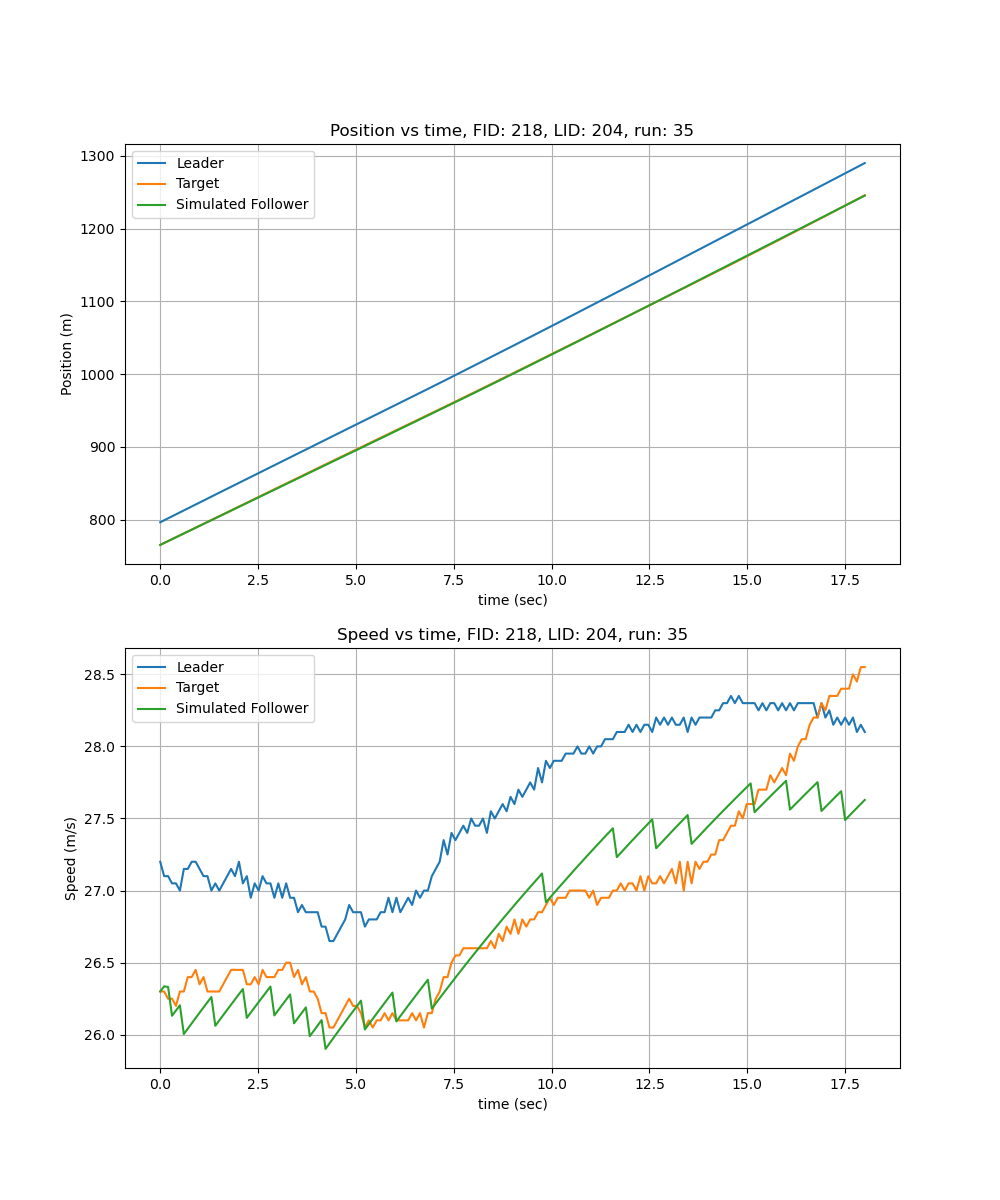 Position vs time, FID: 218, LID: 204, run: 35
Leader
Target
Simulated Follower
1300
1200
1100
1000
900
800
Position (m)
0.0 2.5 5.0 7.5 10.0 12.5 15.0 17.5
time (sec)
Speed vs time, FID: 218, LID: 204, run: 35
Leader
Target
Simulated Follower
28.5
28.0
27.5
27.0
26.5
26.0
Speed (m/s)
0.0 2.5 5.0 7.5 10.0 12.5 15.0 17.5
time (sec)